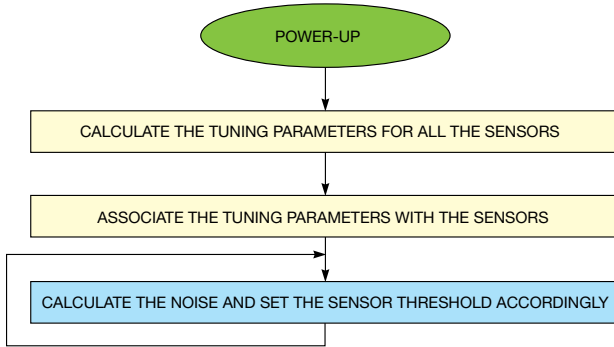 POWER-UP
CALCULATE THE TUNING PARAMETERS FOR ALL THE SENSORS
ASSOCIATE THE TUNING PARAMETERS WITH THE SENSORS
CALCULATE THE NOISE AND SET THE SENSOR THRESHOLD ACCORDINGLY